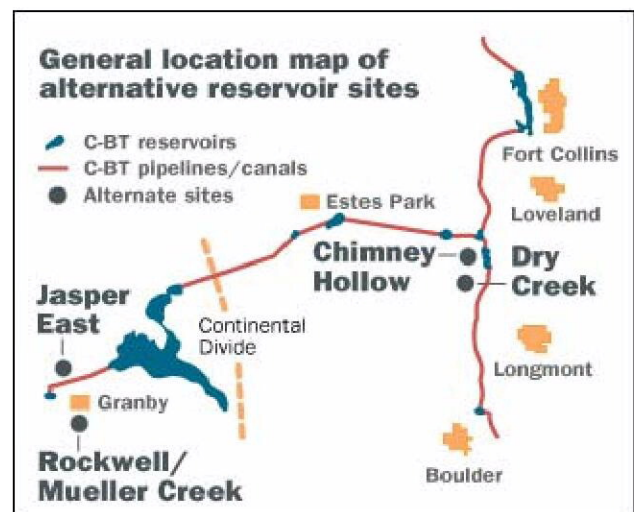 General location map of
alternative reservoir sites
C-BT reservoirs
C-BT pipelines/canals
Alternate sites
Fort Collins
Estes Park
Loveland
Chimney
Hollow
Dry
Creek
Jasper
East
Continental
Divide
Longmont
Granby
Rockwell/
Mueller Creek
Boulder